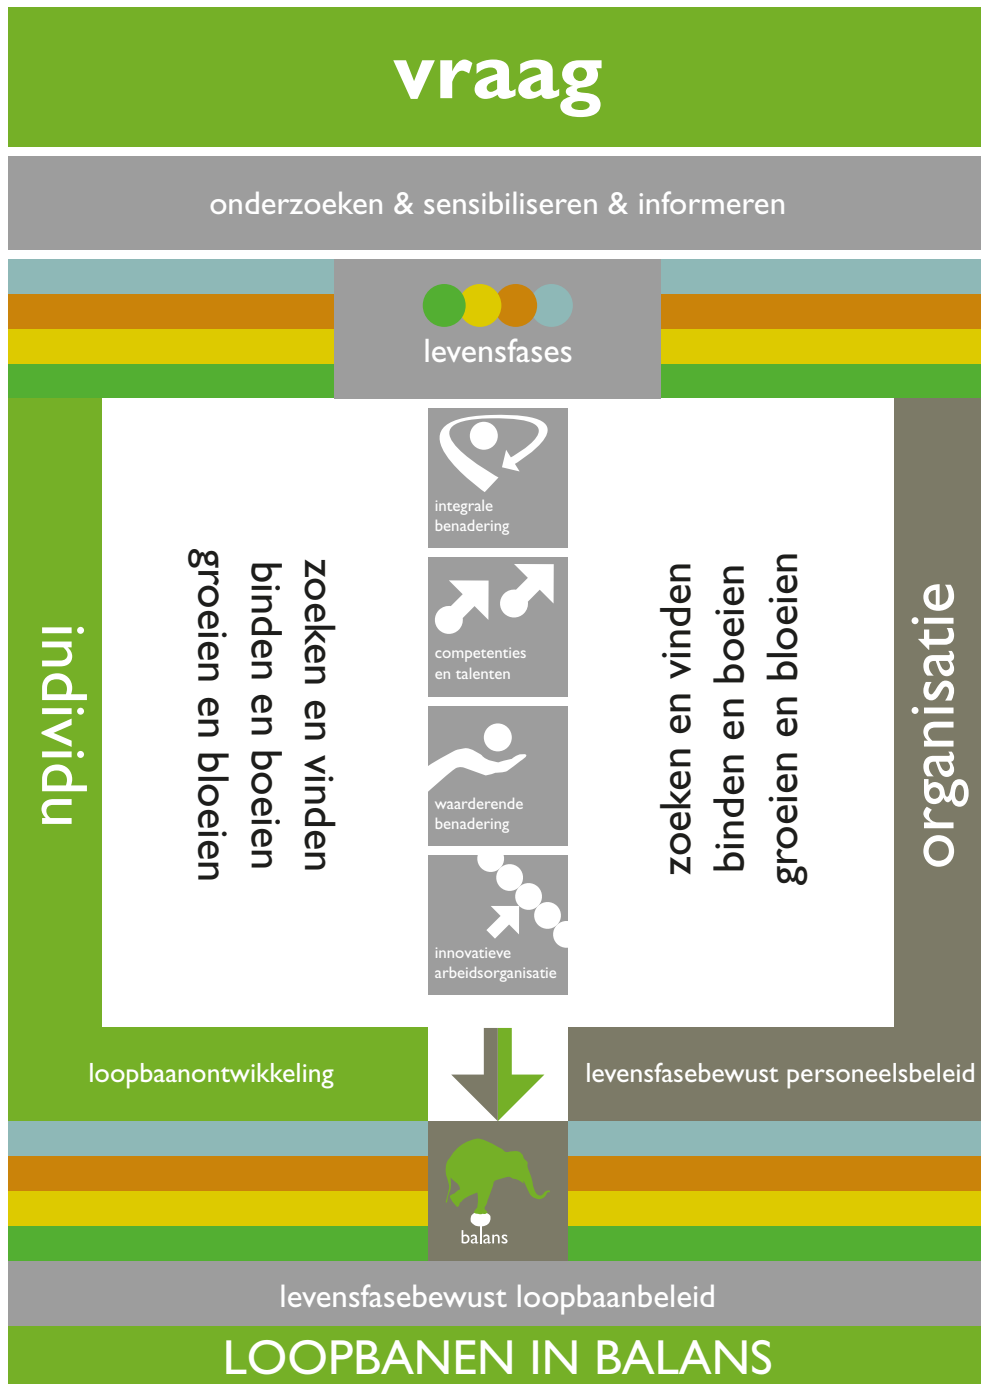 vraag
onderzoeken & sensibiliseren & informeren
levensfases
individu
groeien en bloeien
binden en boeien
zoeken en vinden
integrale
benadering
competenties
en talenten
waarderende
benadering
innovatieve
arbeidsorganisatie
zoeken en vinden
binden en boeien
groeien en bloeien
organisatie
loopbaanontwikkeling
levensfasebewust personeelsbeleid
balans
levensfasebewust loopbaanbeleid
LOOPBANEN IN BALANS